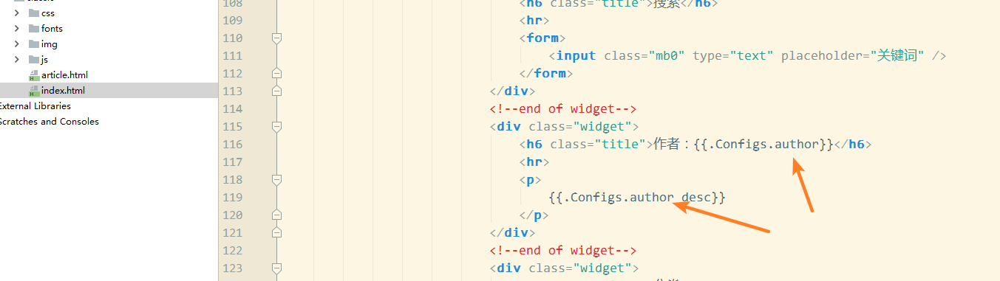 css
fonts
img
js
article.html
index.html
External Libraries
Scratches and Consoles
108 <h6 class="title">搜索</h6>
109 <hr>
110 <form>
111 <input class="mb0" type="text" placeholder="关键词" />
112 </form>
113 </div>
114 <!--end of widget-->
115 <div class="widget">
116 <h6 class="title">作者：{{.Configs.author}}</h6>
117 <hr>
118 <p>
119 {{.Configs.author_desc}}
120 </p>
121 </div>
122 <!--end of widget-->
123 <div class="widget">